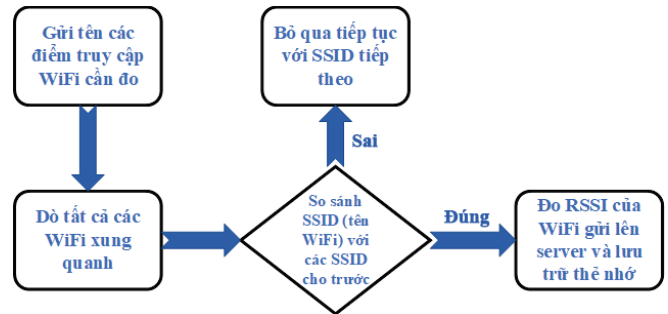 Gửi tên các
điểm truy cập
WiFi cần đo
Bỏ qua tiếp tục
với SSID tiếp
theo
Sai
Dò tất cả các
WiFi xung
quanh
So sánh
SSID (tên
WiFi) với
các SSID
cho trước
Đúng
Đo RSSI của
WiFi gửi lên
server và lưu
trữ thẻ nhớ